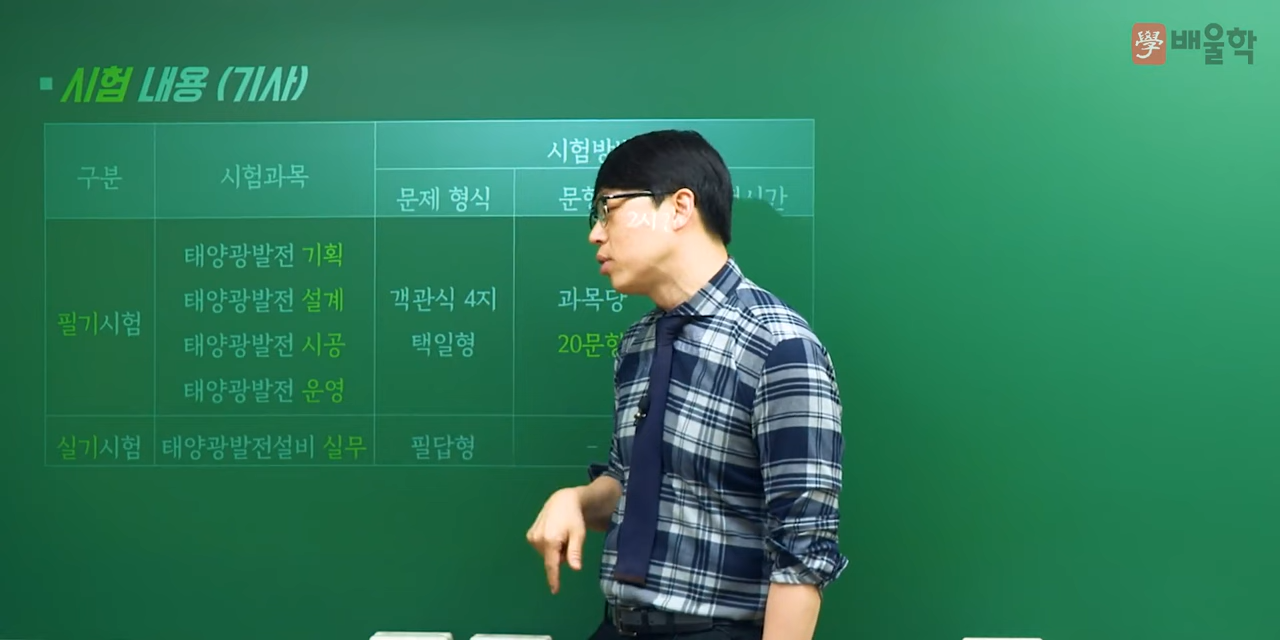 學 배울학
시험 내용 (기사)
구분
시험과목
문제 형식
필기시험
태양광발전 기획
태양광발전 설계
태양광발전 시공
태양광발전 운영
객관식 4지
택일형
과목당
실기시험
태양광발전설비 실무
필답형
-